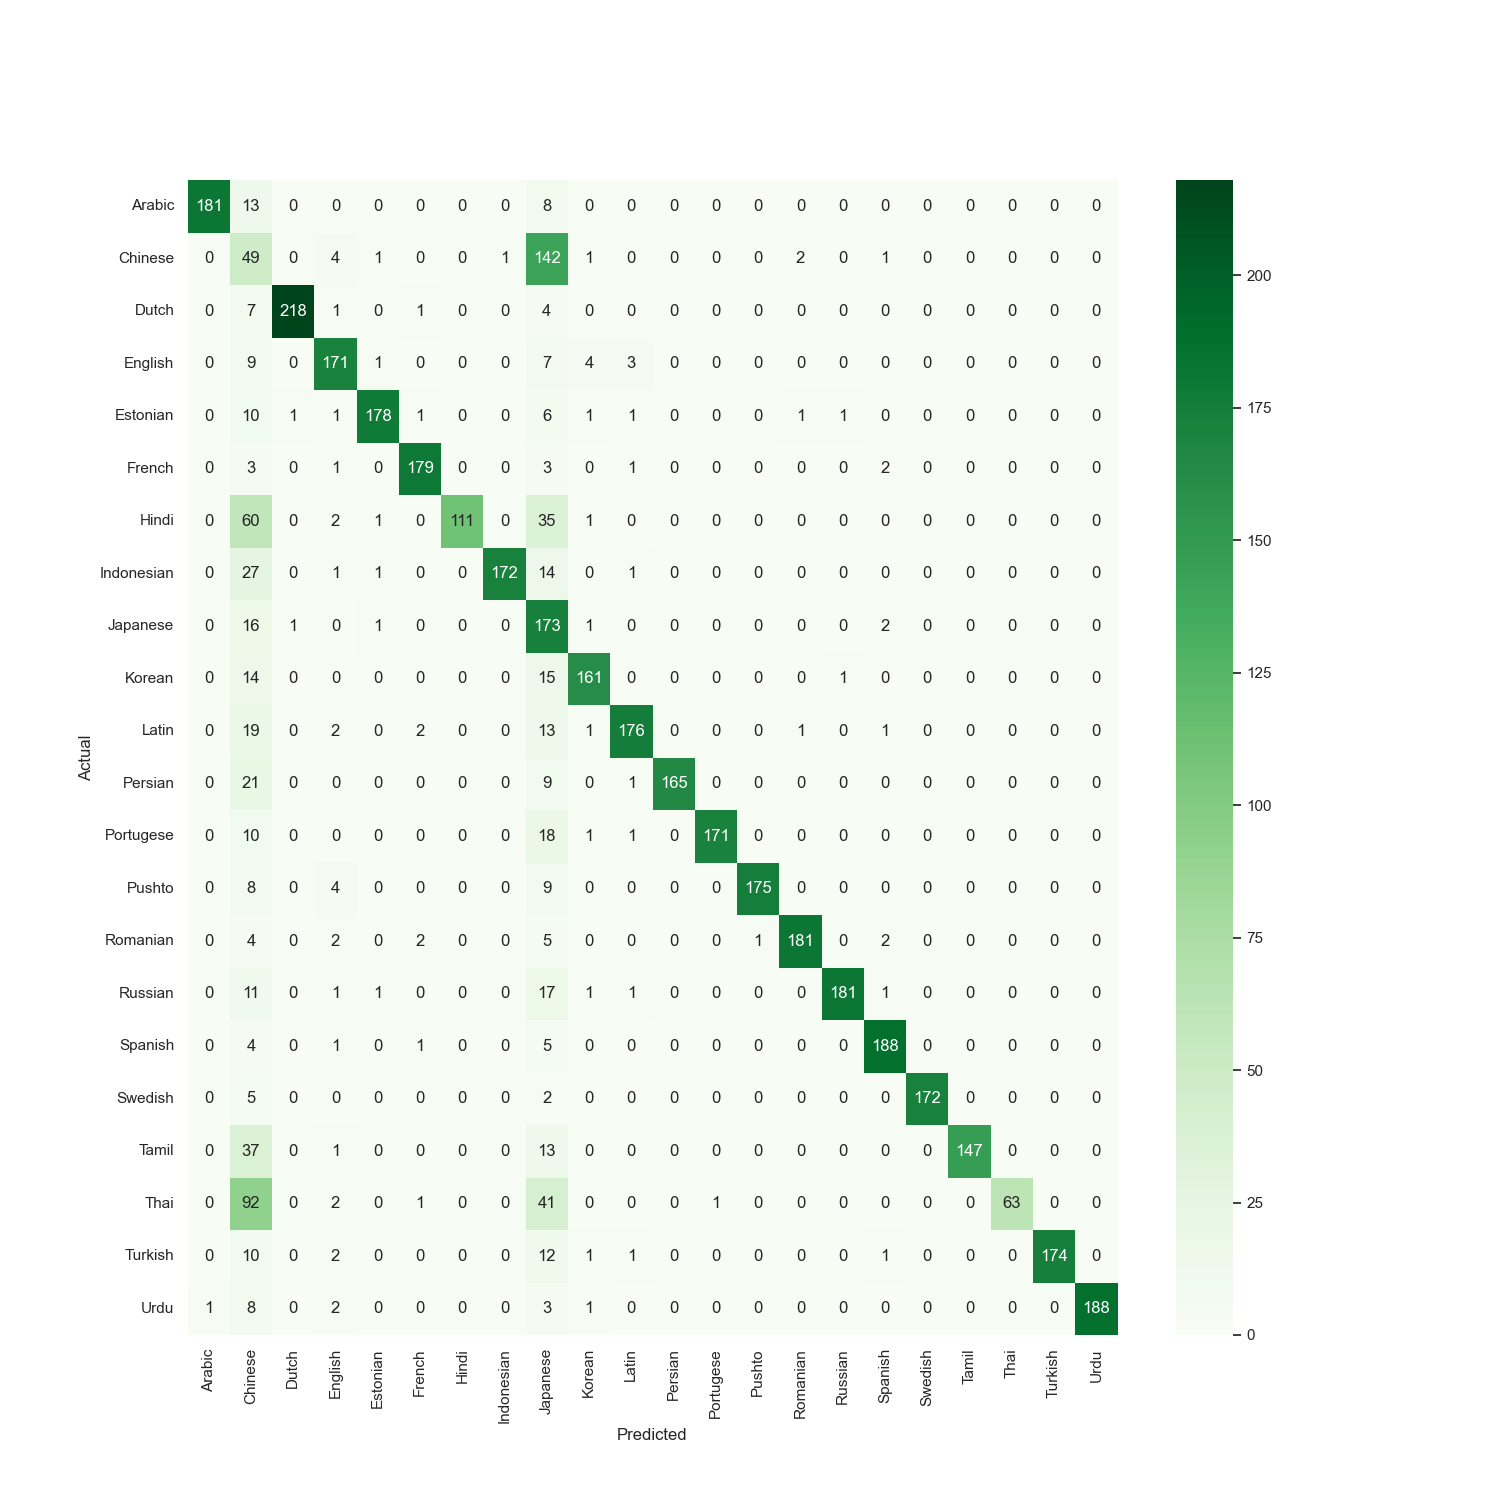 Arabic 181 13 0 0 0 0 0 0 8 0 0 0 0 0 0 0 0 0 0 0 0 0
Chinese 0 49 0 4 1 0 0 1 142 1 0 0 0 0 2 0 1 0 0 0 0 0
Dutch 0 7 218 1 0 1 0 0 4 0 0 0 0 0 0 0 0 0 0 0 0 0
200
English 0 9 0 171 1 0 0 0 7 4 3 0 0 0 0 0 0 0 0 0 0 0
Estonian 0 10 1 1 178 1 0 0 6 1 1 0 0 0 1 1 0 0 0 0 0 0
175
French 0 3 0 1 0 179 0 0 3 0 1 0 0 0 0 0 2 0 0 0 0 0
Hindi 0 60 0 2 1 0 111 0 35 1 0 0 0 0 0 0 0 0 0 0 0 0
150
Indonesian 0 27 0 1 1 0 0 172 14 0 1 0 0 0 0 0 0 0 0 0 0 0
Japanese 0 16 1 0 1 0 0 0 173 1 0 0 0 0 0 0 2 0 0 0 0 0
125
Korean 0 14 0 0 0 0 0 0 15 161 0 0 0 0 0 1 0 0 0 0 0 0
Latin 0 19 0 2 0 2 0 0 13 1 176 0 0 0 1 0 1 0 0 0 0 0
Actual
Persian 0 21 0 0 0 0 0 0 9 0 1 165 0 0 0 0 0 0 0 0 0 0
100
Portugese 0 10 0 0 0 0 0 0 18 1 1 0 171 0 0 0 0 0 0 0 0 0
Pushto 0 8 0 4 0 0 0 0 9 0 0 0 0 175 0 0 0 0 0 0 0 0
Romanian 0 4 0 2 0 2 0 0 5 0 0 0 0 1 181 0 2 0 0 0 0 0
75
Russian 0 11 0 1 1 0 0 0 17 1 1 0 0 0 0 181 1 0 0 0 0 0
Spanish 0 4 0 1 0 1 0 0 5 0 0 0 0 0 0 0 188 0 0 0 0 0
50
Swedish 0 5 0 0 0 0 0 0 2 0 0 0 0 0 0 0 0 172 0 0 0 0
Tamil 0 37 0 1 0 0 0 0 13 0 0 0 0 0 0 0 0 0 147 0 0 0
Thai 0 92 0 2 0 1 0 0 41 0 0 0 1 0 0 0 0 0 0 63 0 0
25
Turkish 0 10 0 2 0 0 0 0 12 1 1 0 0 0 0 0 1 0 0 0 174 0
Urdu 1 8 0 2 0 0 0 0 3 1 0 0 0 0 0 0 0 0 0 0 0 188
0
Arabic Chinese Dutch English Estonian French Hindi Indonesian Japanese Korean Latin Persian Portugese Pushto Romanian Russian Spanish Swedish Tamil Thai Turkish Urdu
Predicted